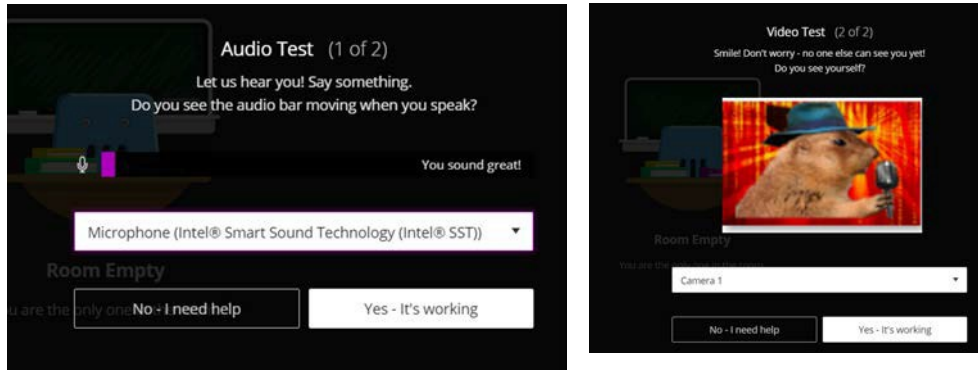 Audio Test (1 of 2)
Let us hear you! Say something.
Do you see the audio bar moving when you speak?
You sound great!
Microphone (Intel® Smart Sound Technology (Intel® SST))
Room Empty
u are the only one
No - I need help
Yes - It's working
Video Test (2 of 2)
Smile! Don't worry - no one else can see you yet!
Do you see yourself?
Room Empty
You are the only one in the room
Camera 1
No - I need help
Yes - It's working